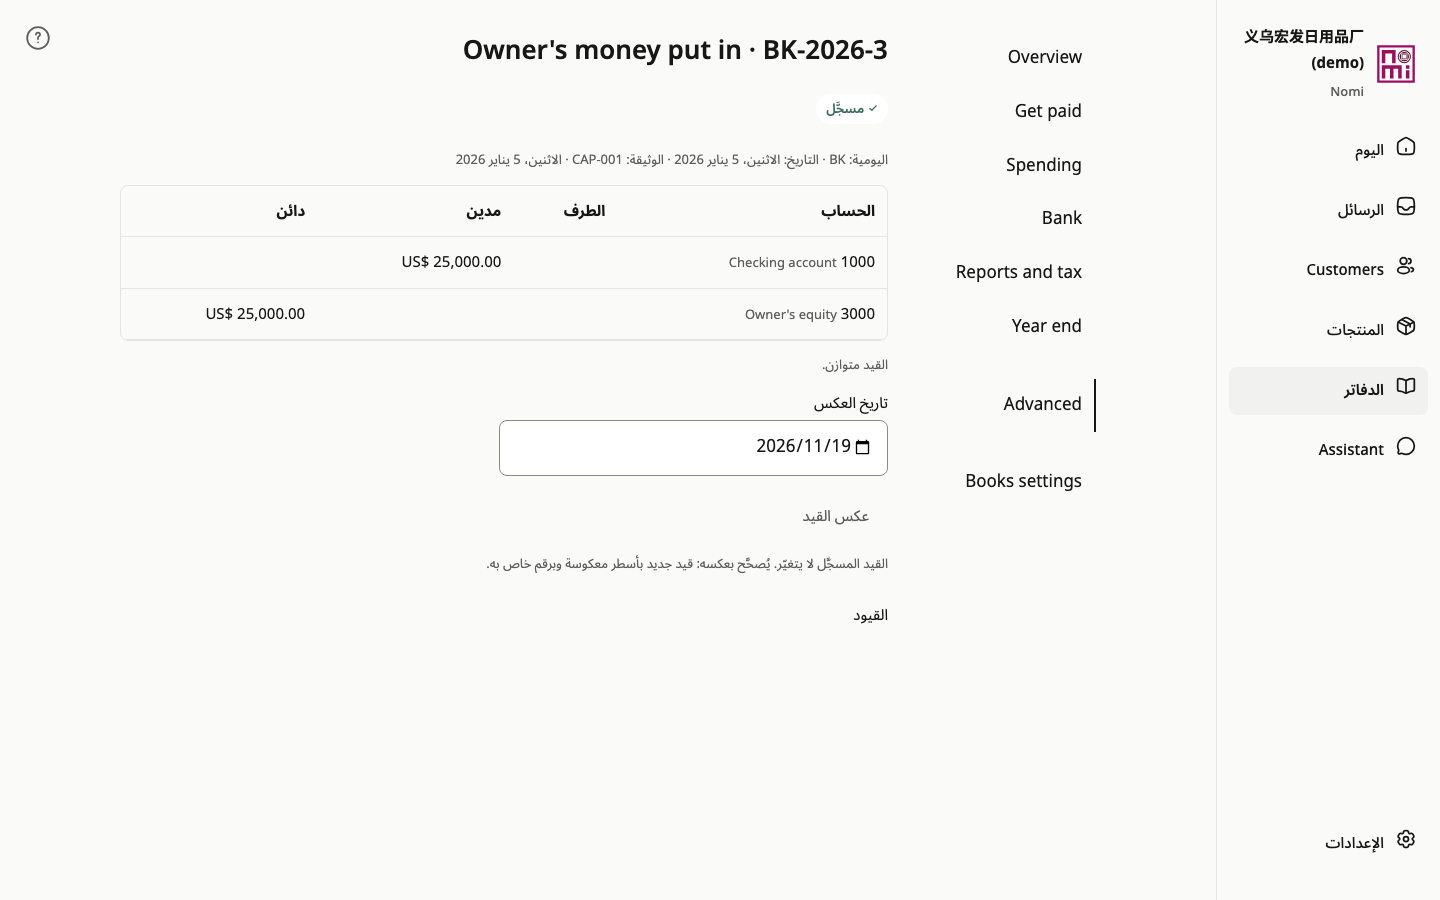 义乌宏发日用品厂
(demo)
Nomi
اليوم
الرسائل
Customers
المنتجات
الدفاتر
Assistant
الإعدادات
Overview
Get paid
Spending
Bank
Reports and tax
Year end
Advanced
Books settings
Owner's money put in · BK-2026-3
مسجَّل
اليومية: BK · التاريخ: الاثنين، 5 يناير 2026 · الوثيقة: CAP-001 · الاثنين، 5 يناير 2026
الحساب الطرف مدين دائن
1000 Checking account US$ 25,000.00
3000 Owner's equity US$ 25,000.00
القيد متوازن.
تاريخ العكس
2026/11/19
عكس القيد
القيد المسجَّل لا يتغيّر. يُصحَّح بعكسه: قيد جديد بأسطر معكوسة وبرقم خاص به.
القيود